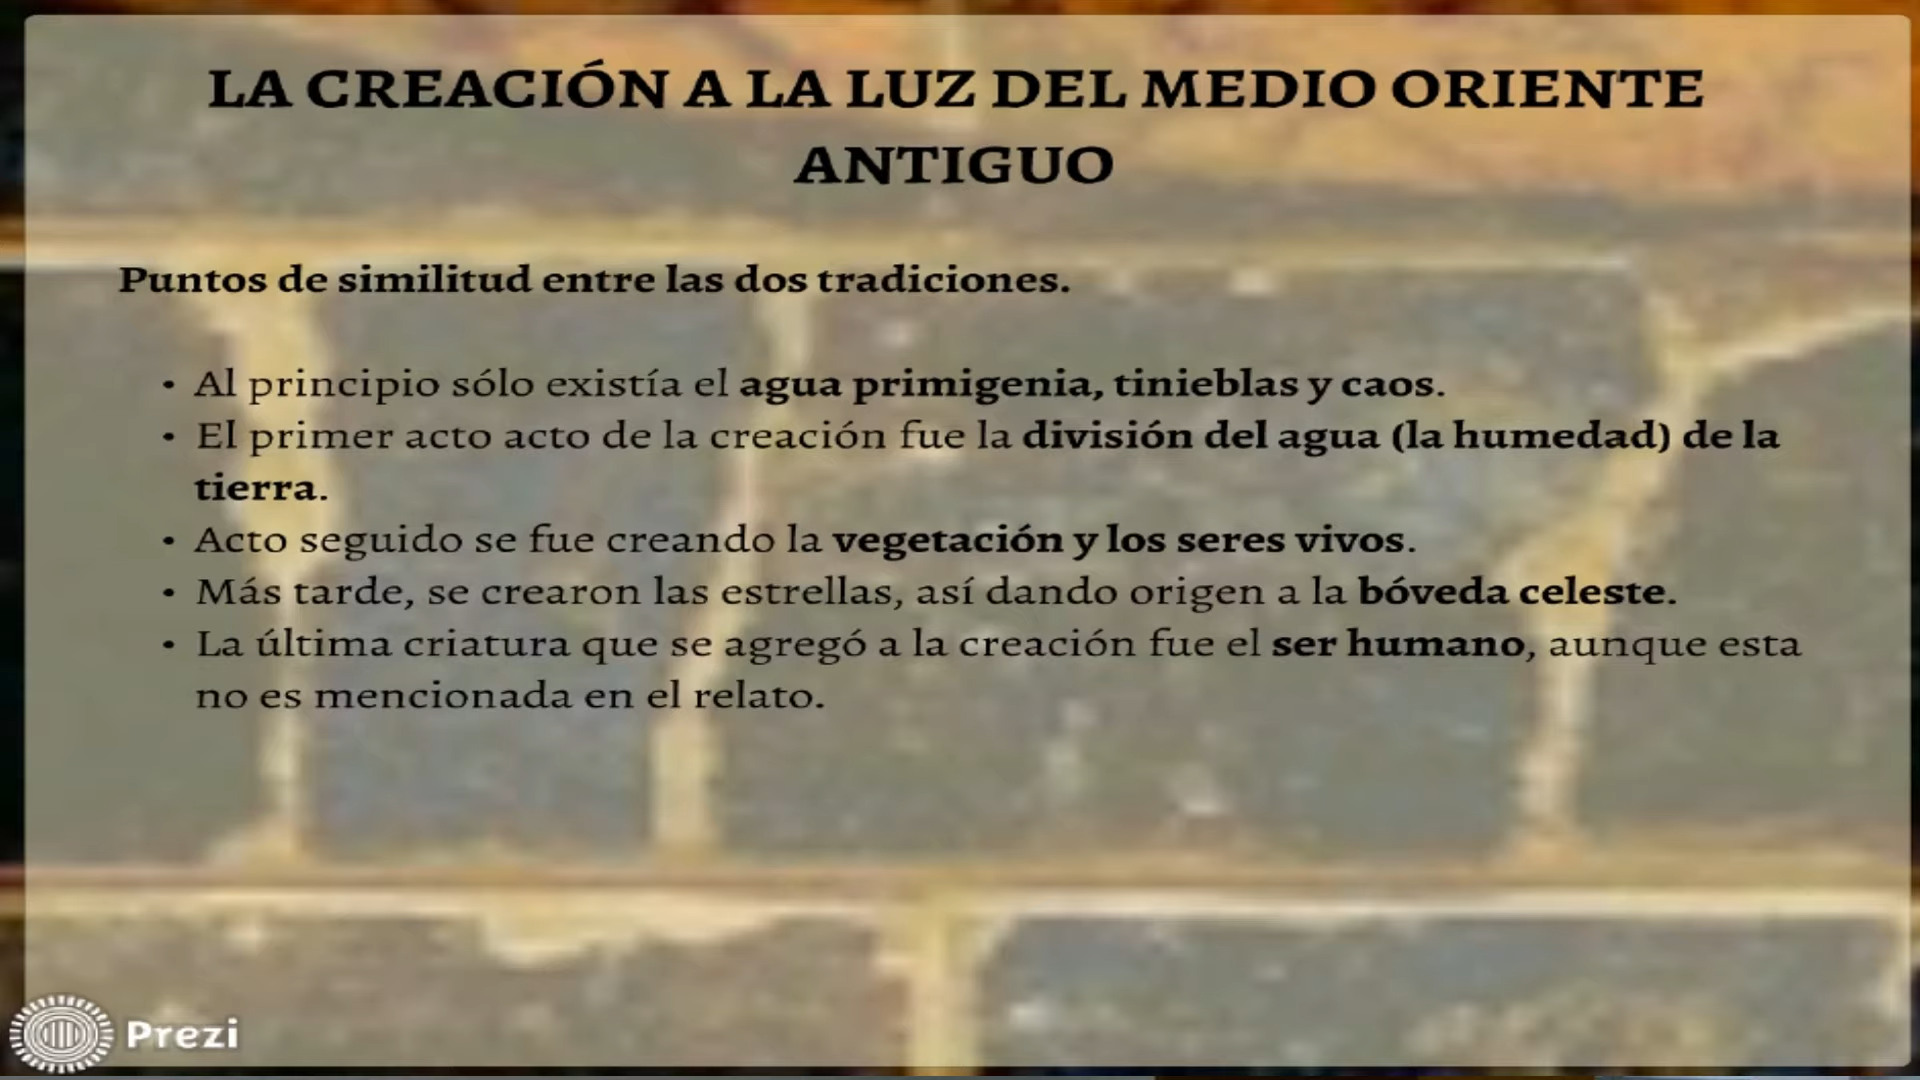 LA CREACIÓN A LA LUZ DEL MEDIO ORIENTE
ANTIGUO
Puntos de similitud entre las dos tradiciones.
• Al principio sólo existía el agua primigenia, tinieblas y caos.
• El primer acto acto de la creación fue la división del agua (la humedad) de la
tierra.
• Acto seguido se fue creando la vegetación y los seres vivos.
• Más tarde, se crearon las estrellas, así dando origen a la bóveda celeste.
• La última criatura que se agregó a la creación fue el ser humano, aunque esta
no es mencionada en el relato.
Prezi